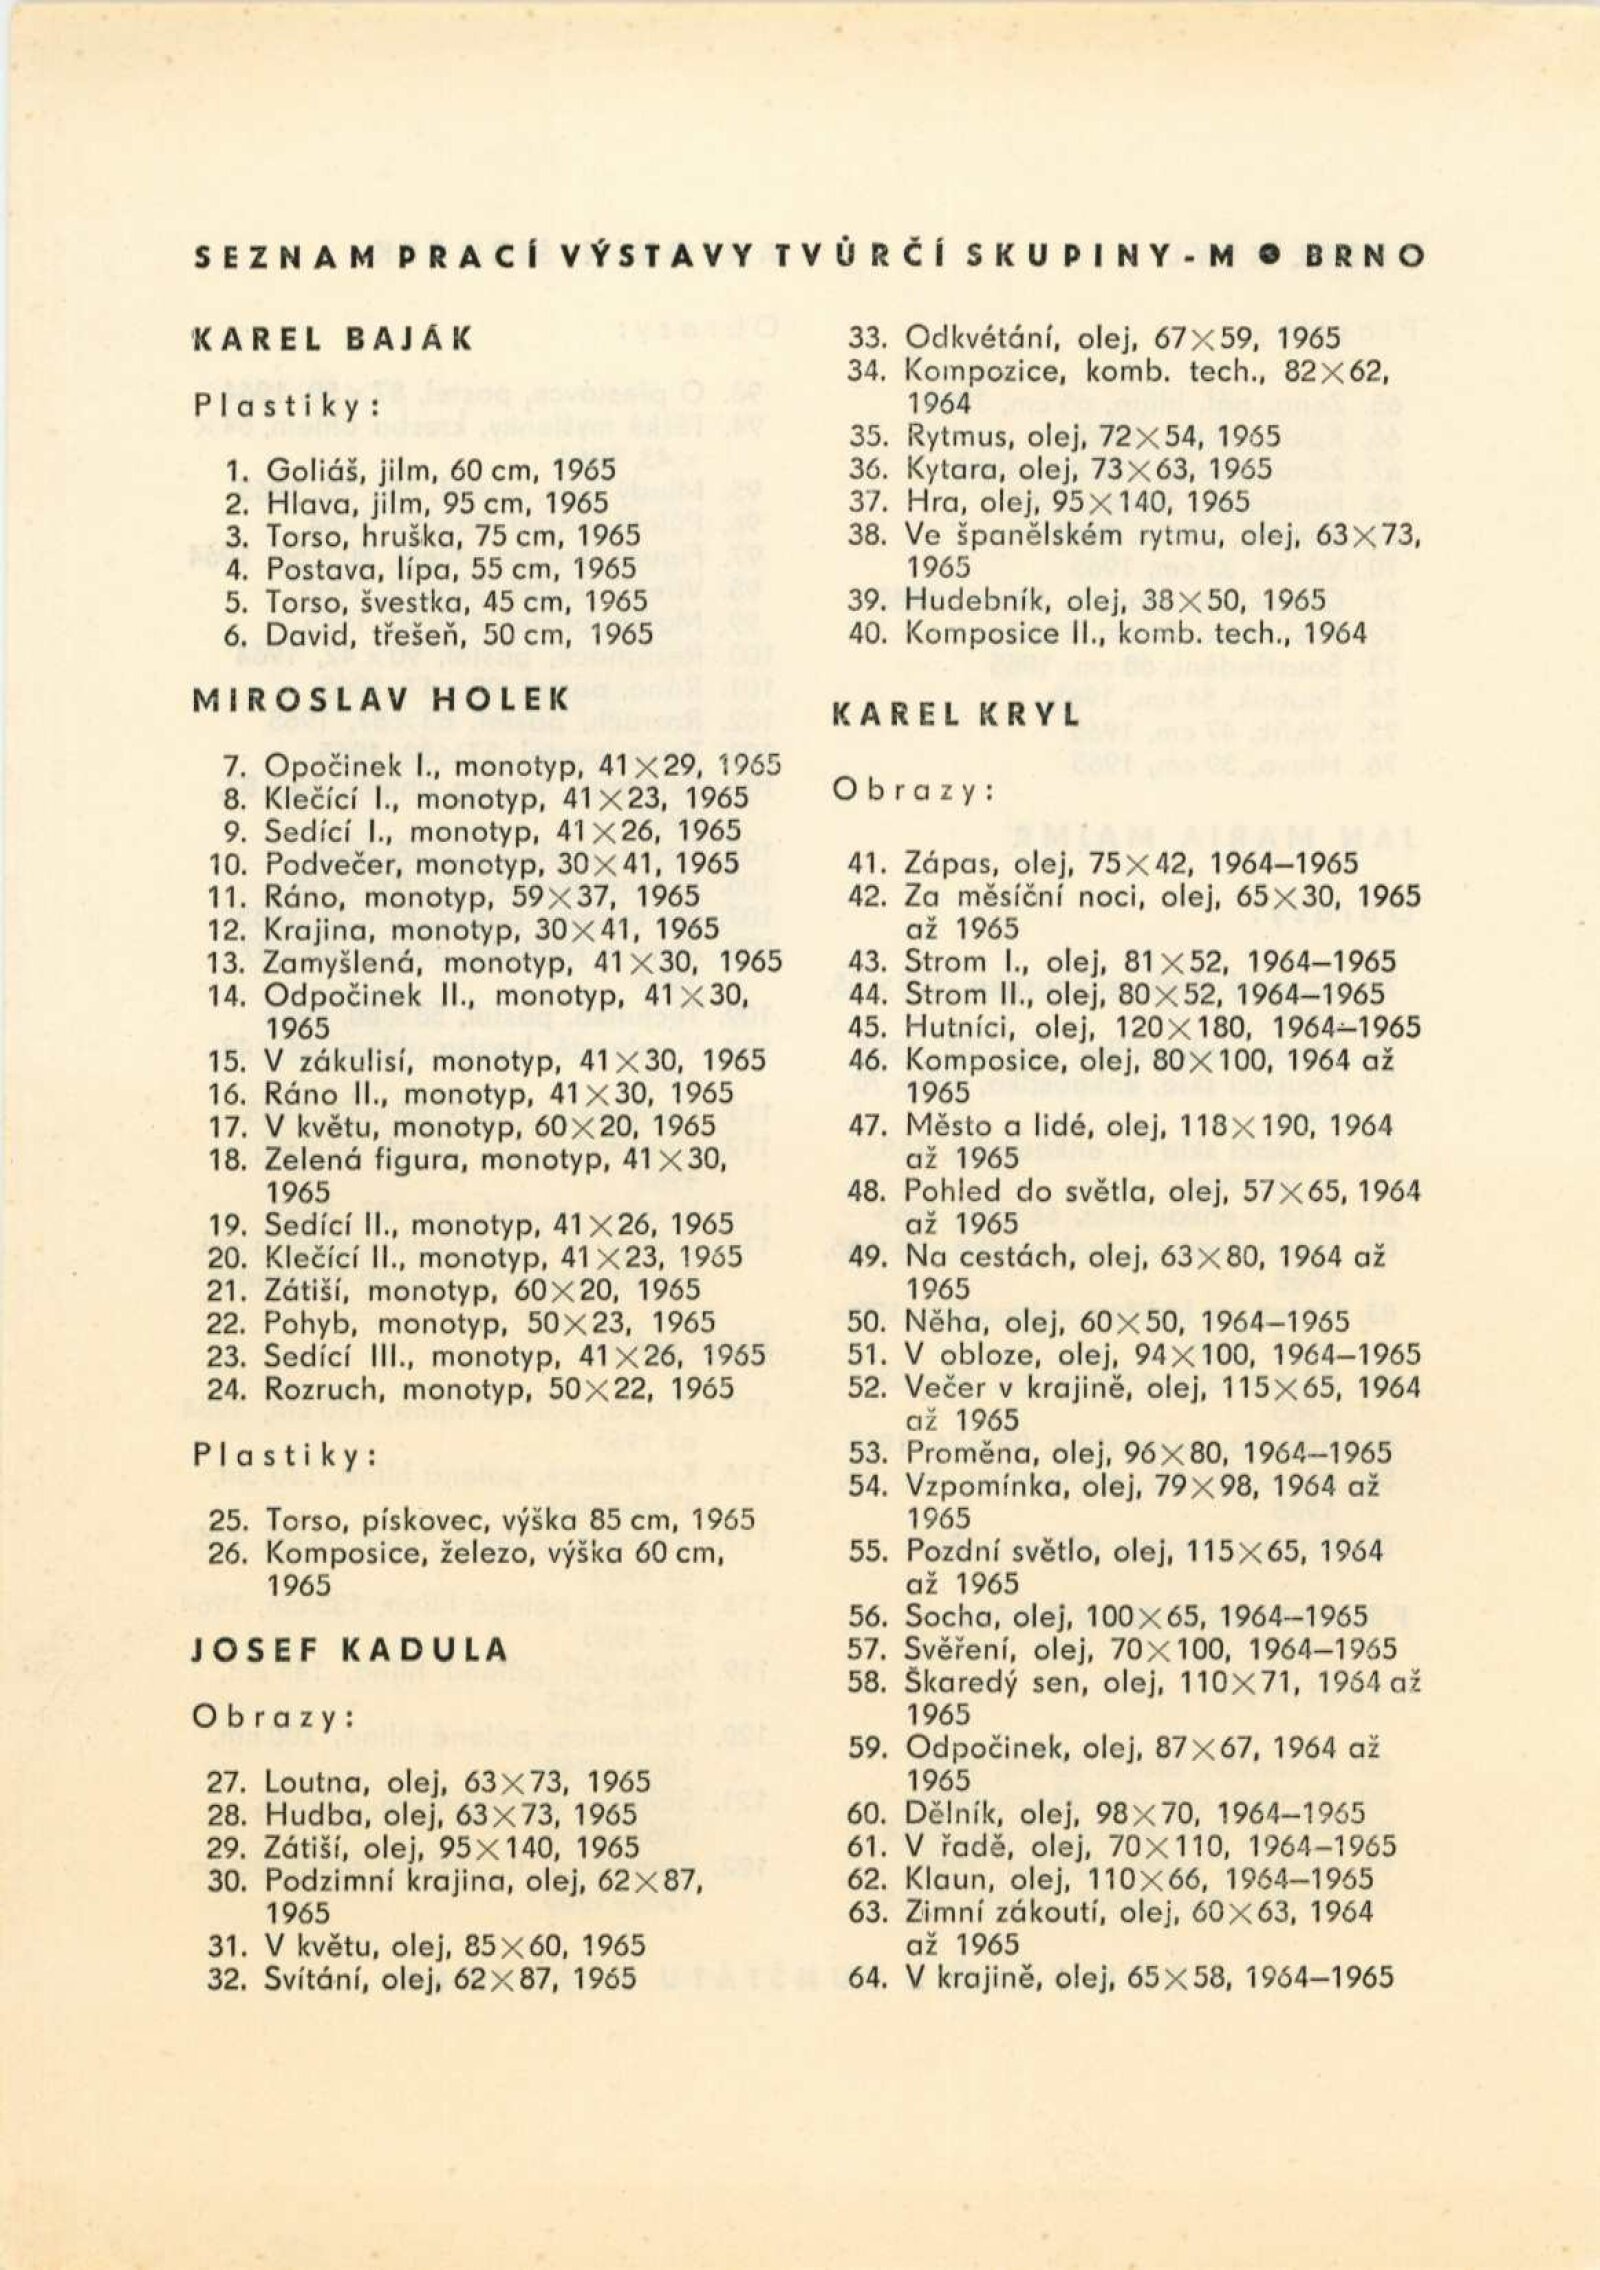 SEZNAM PRACÍ VÝSTAVY TVŮRČÍ SKUPINY - M ● BRNO
KAREL BAJÁK
Plastiky:
1. Goliáš, jilm, 60 cm, 1965
2. Hlava, jilm, 95 cm, 1965
3. Torso, hruška, 75 cm, 1965
4. Postava, lípa, 55 cm, 1965
5. Torso, švestka, 45 cm, 1965
6. David, třešeň, 50 cm, 1965
MIROSLAV HOLEK
7. Opočinek I., monotyp, 41×29, 1965
8. Klečící I., monotyp, 41×23, 1965
9. Sedící I., monotyp, 41×26, 1965
10. Podvečer, monotyp, 30×41, 1965
11. Ráno, monotyp, 59×37, 1965
12. Krajina, monotyp, 30×41, 1965
13. Zamyšlená, monotyp, 41×30, 1965
14. Odpočinek II., monotyp, 41×30,
1965
15. V zákulisí, monotyp, 41×30, 1965
16. Ráno II., monotyp, 41×30, 1965
17. V květu, monotyp, 60×20, 1965
18. Zelená figura, monotyp, 41×30,
1965
19. Sedící II., monotyp, 41×26, 1965
20. Klečící II., monotyp, 41×23, 1965
21. Zátiší, monotyp, 60×20, 1965
22. Pohyb, monotyp, 50×23, 1965
23. Sedící III., monotyp, 41×26, 1965
24. Rozruch, monotyp, 50×22, 1965
Plastiky:
25. Torso, pískovec, výška 85 cm, 1965
26. Komposice, železo, výška 60 cm,
1965
JOSEF KADULA
Obrazy:
27. Loutna, olej, 63×73, 1965
28. Hudba, olej, 63×73, 1965
29. Zátiší, olej, 95×140, 1965
30. Podzimní krajina, olej, 62×87,
1965
31. V květu, olej, 85×60, 1965
32. Svítání, olej, 62×87, 1965
33. Odkvétání, olej, 67×59, 1965
34. Kompozice, komb. tech., 82×62,
1964
35. Rytmus, olej, 72×54, 1965
36. Kytara, olej, 73×63, 1965
37. Hra, olej, 95×140, 1965
38. Ve španělském rytmu, olej, 63×73,
1965
39. Hudebník, olej, 38×50, 1965
40. Komposice II., komb. tech., 1964
KAREL KRYL
Obrazy:
41. Zápas, olej, 75×42, 1964–1965
42. Za měsíční noci, olej, 65×30, 1965
až 1965
43. Strom I., olej, 81×52, 1964–1965
44. Strom II., olej, 80×52, 1964–1965
45. Hutníci, olej, 120×180, 1964–1965
46. Komposice, olej, 80×100, 1964 až
1965
47. Město a lidé, olej, 118×190, 1964
až 1965
48. Pohled do světla, olej, 57×65, 1964
až 1965
49. Na cestách, olej, 63×80, 1964 až
1965
50. Něha, olej, 60×50, 1964–1965
51. V obloze, olej, 94×100, 1964–1965
52. Večer v krajině, olej, 115×65, 1964
až 1965
53. Proměna, olej, 96×80, 1964–1965
54. Vzpomínka, olej, 79×98, 1964 až
1965
55. Pozdní světlo, olej, 115×65, 1964
až 1965
56. Socha, olej, 100×65, 1964–1965
57. Svěření, olej, 70×100, 1964–1965
58. Škaredý sen, olej, 110×71, 1964 až
1965
59. Odpočinek, olej, 87×67, 1964 až
1965
60. Dělník, olej, 98×70, 1964–1965
61. V řadě, olej, 70×110, 1964–1965
62. Klaun, olej, 110×66, 1964–1965
63. Zimní zákoutí, olej, 60×63, 1964
až 1965
64. V krajině, olej, 65×58, 1964–1965